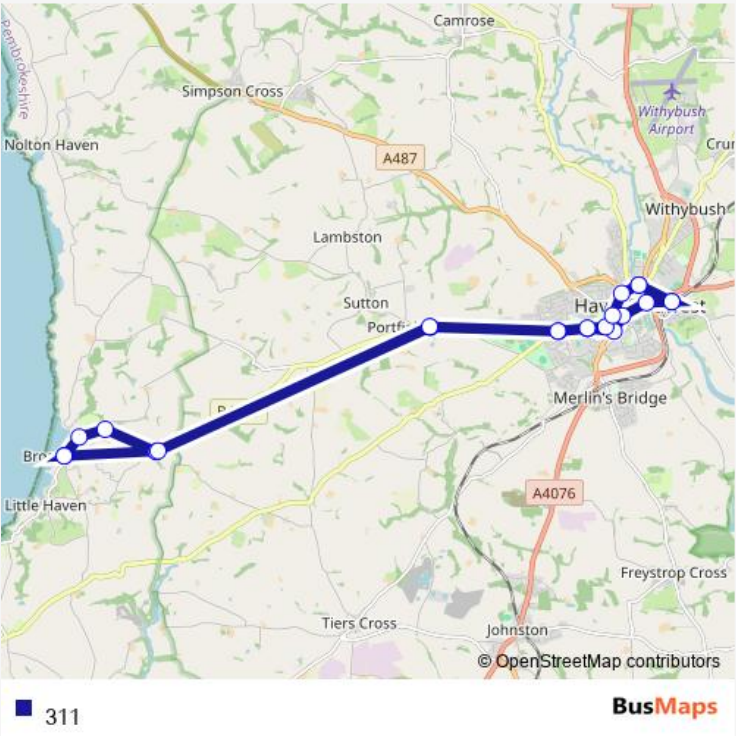 Camrose
Pembrokeshire
Simpson Cross
Withybush
Airport
Nolton Haven
A487
Withybush
Lambston
Sutton
Merlin's Bridge
Little Haven
A4076
Freystrop Cross
Tiers Cross
Johnston
© OpenStreetMap contributors
311
BusMaps